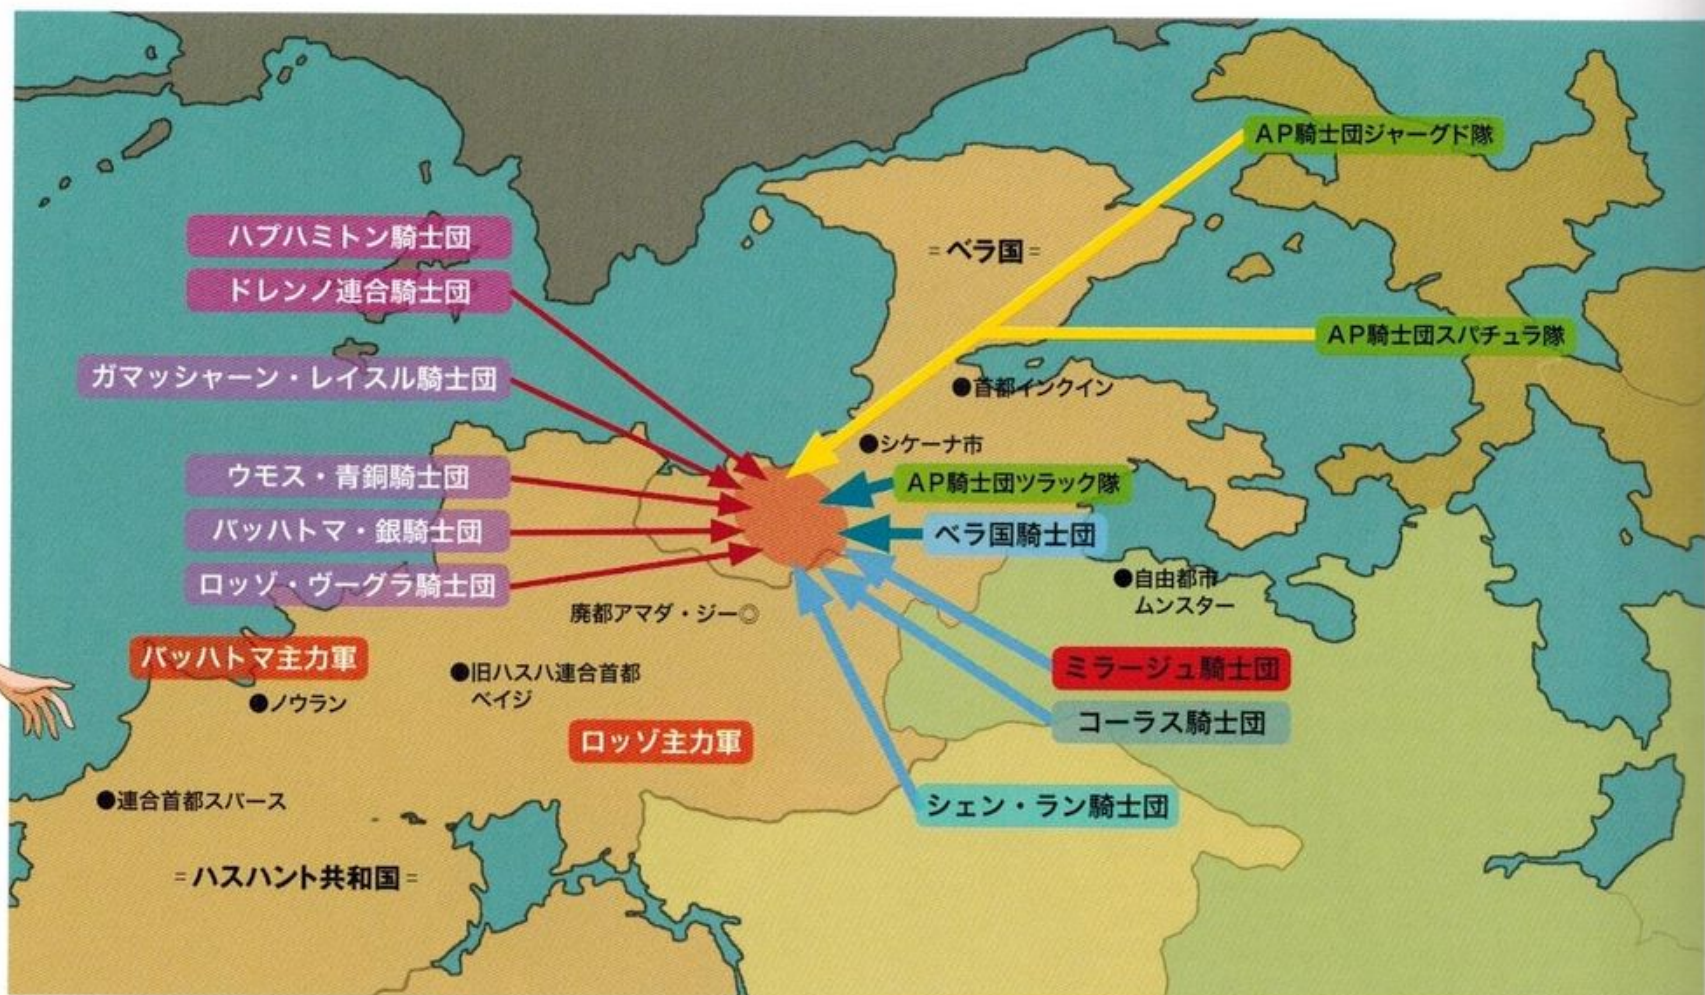 AP騎士団ジャーグド隊
ハプハミトン騎士団
=ベラ国=
ドレンノ連合騎士団
AP騎士団スパチュラ隊
ガマッシャーン・レイスル騎士団
●首都インクイン
●シケーナ市
ウモス・青銅騎士団
AP騎士団ツラック隊
バッハトマ・銀騎士団
ベラ国騎士団
ロッゾ・ヴーグラ騎士団
●自由都市
ムンスター
廃都アマダ・ジー◎
バッハトマ主力軍
●旧ハスハ連合首都
ベイジ
ミラージュ騎士団
●ノウラン
コーラス騎士団
ロッゾ主力軍
●連合首都スバース
シェン・ラン騎士団
=ハスハント共和国=